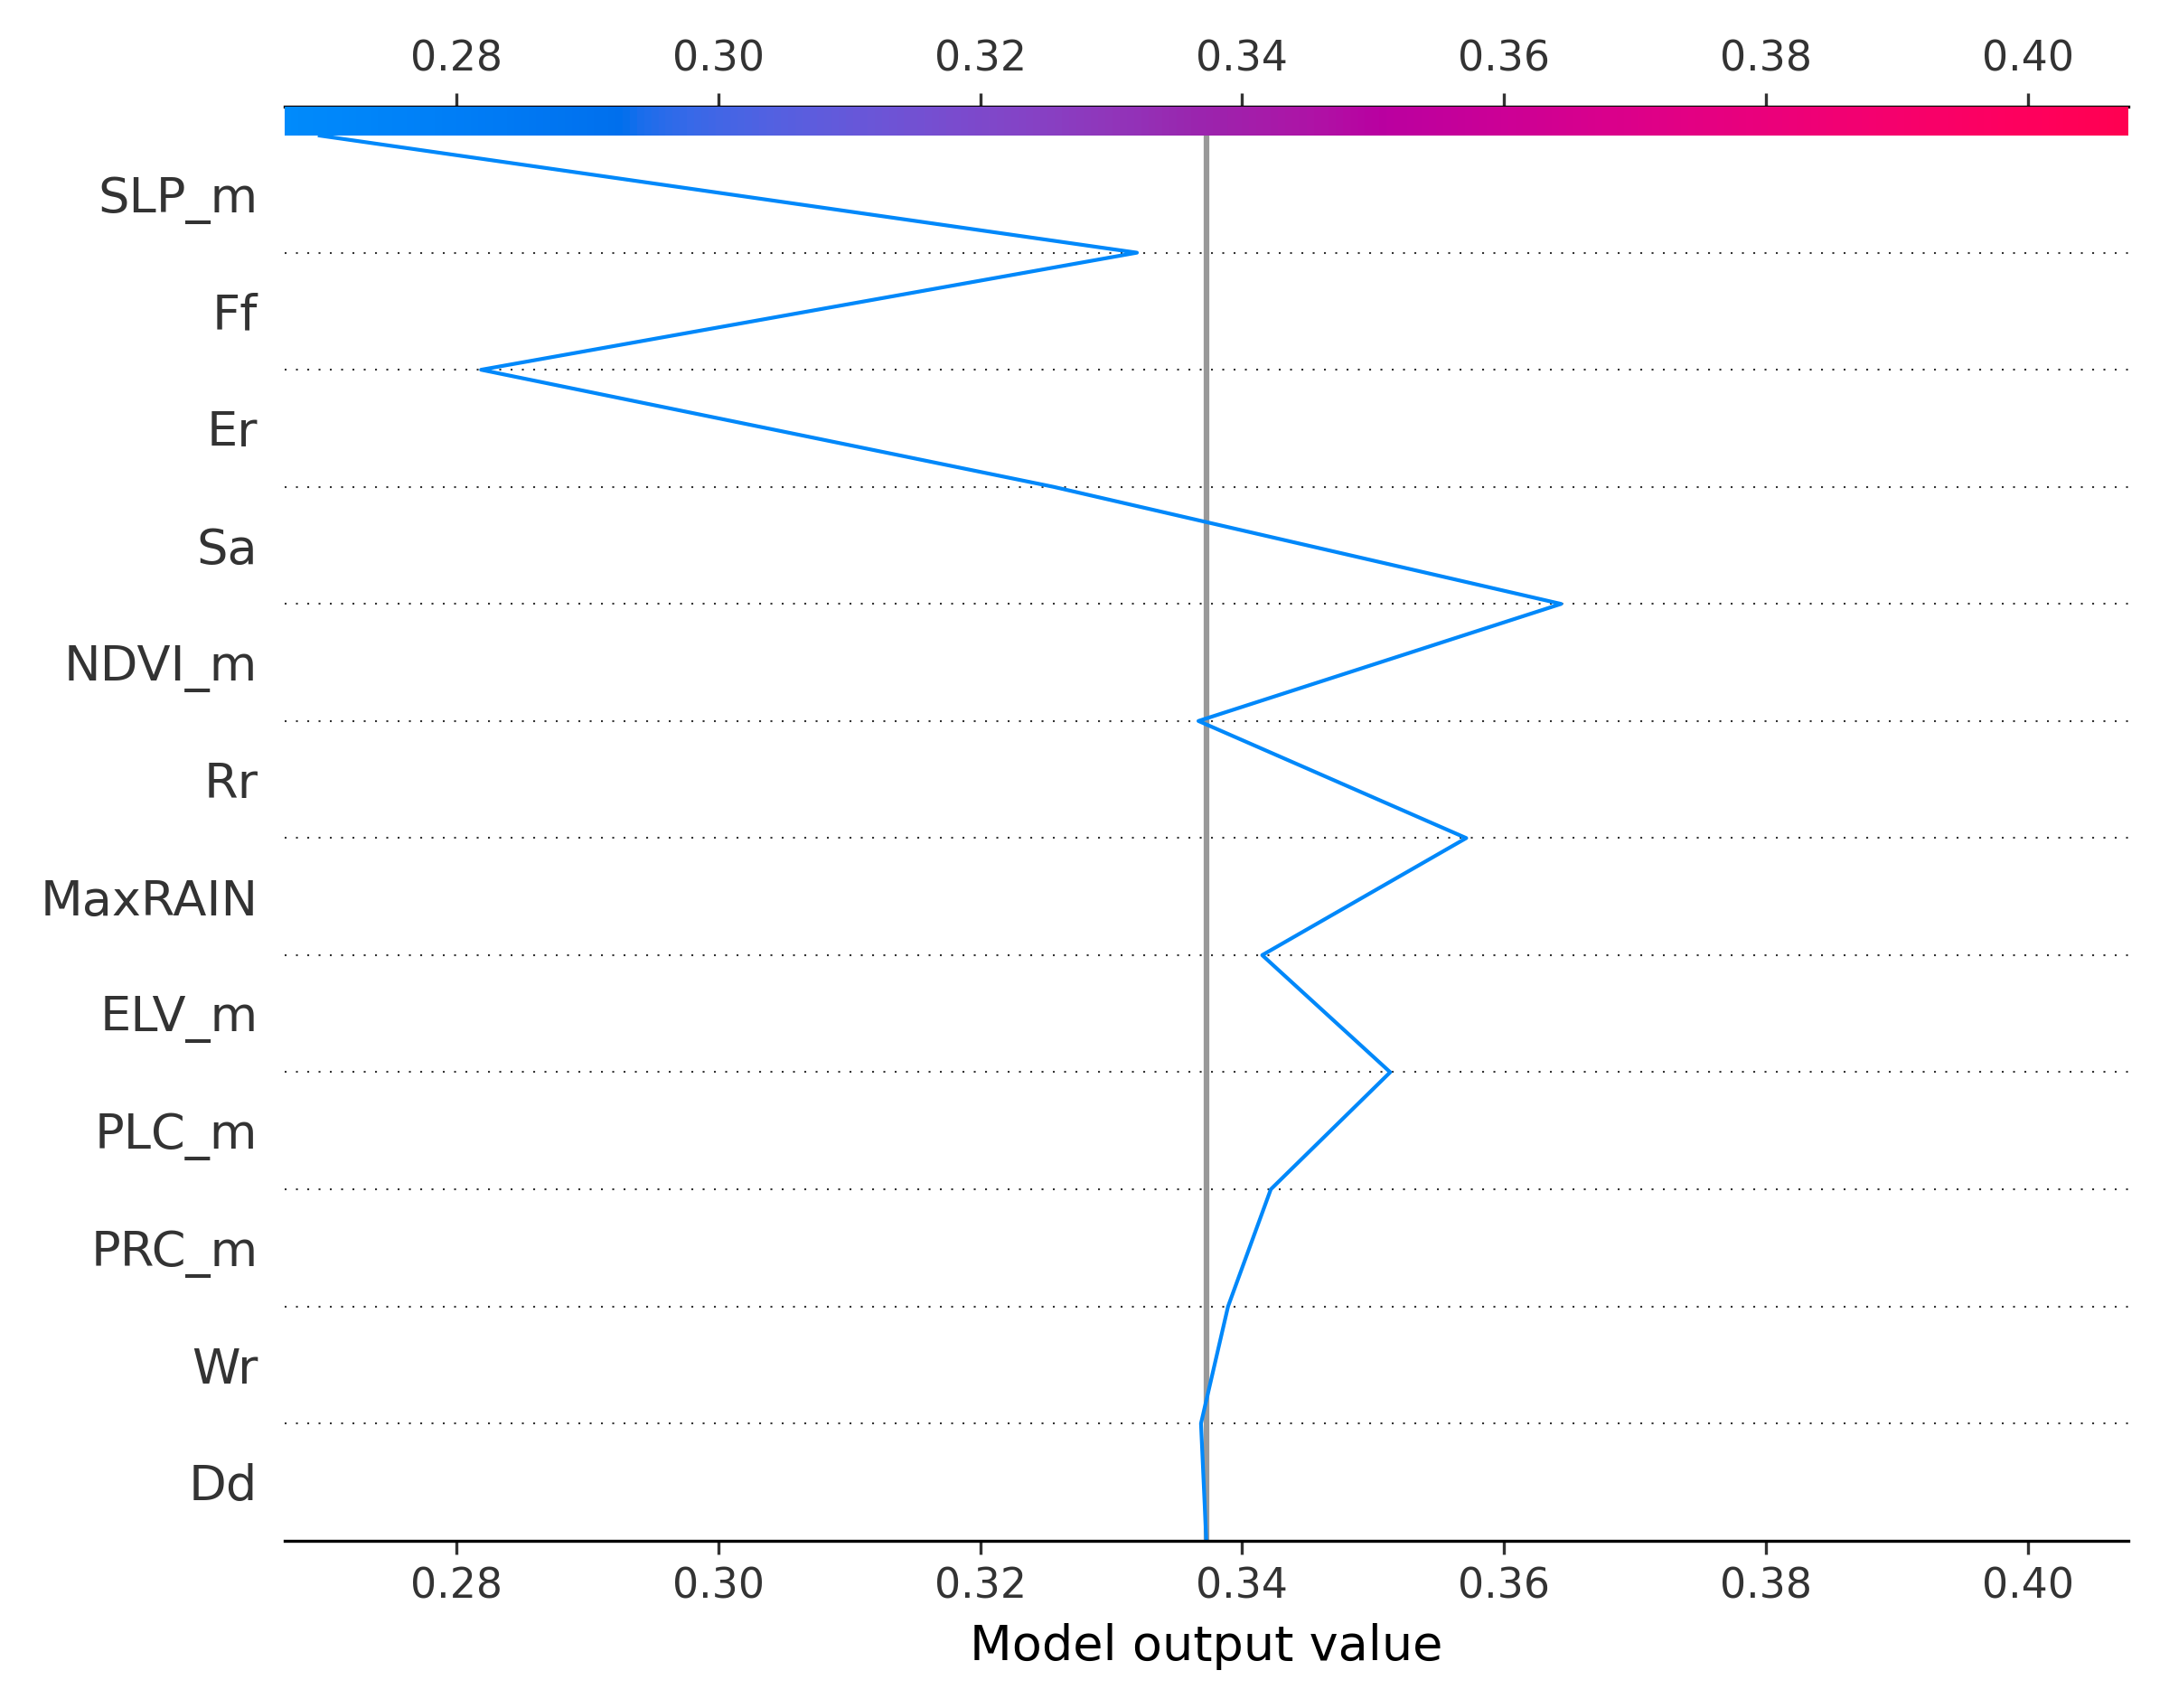 0.28 0.30 0.32 0.34 0.36 0.38 0.40
SLP_m
Ff
Er
Sa
NDVI_m
Rr
MaxRAIN
ELV_m
PLC_m
PRC_m
Wr
Dd
0.28 0.30 0.32 0.34 0.36 0.38 0.40
Model output value